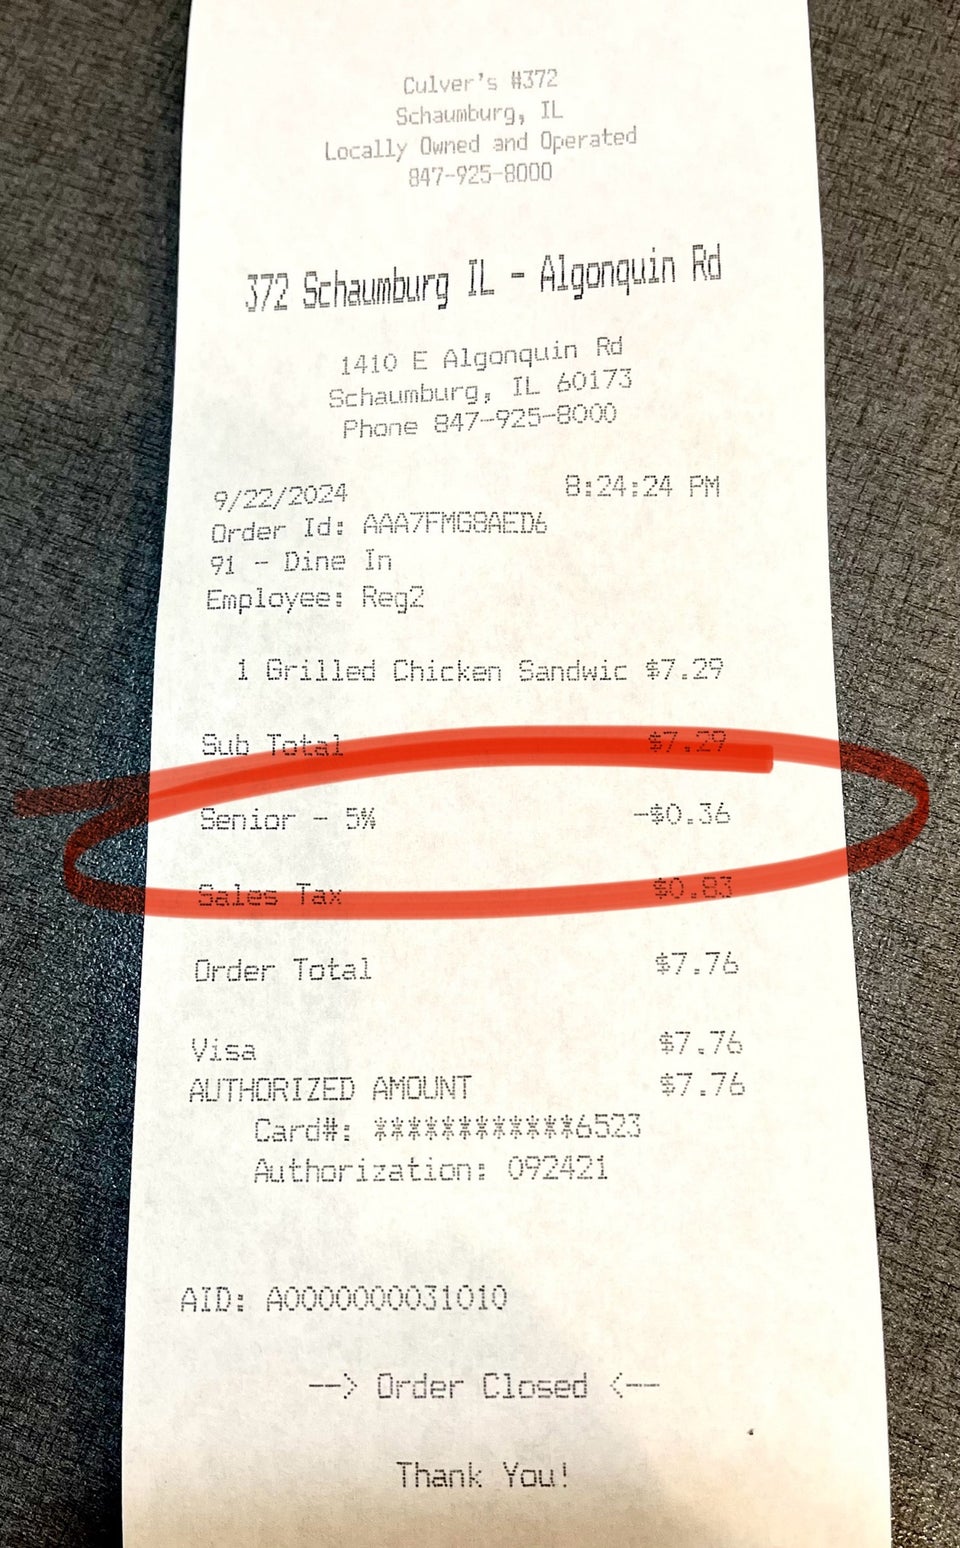 Culver's #372
Schaumburg, IL
Locally Owned and Operated
847-925-8000
372 Schaumburg IL - Algonquin Rd
1410 E Algonquin Rd
Schaumburg, IL 60173
Phone 847-925-8000
9/22/2024 8:24:24 PM
Order Id: AAA7FMG8AED6
91 - Dine In
Employee: Reg2
1 Grilled Chicken Sandwic $7.29
Sub Total $7.29
Senior - 5% -$0.36
Sales Tax $0.83
Order Total $7.76
Visa $7.76
AUTHORIZED AMOUNT $7.76
Card#: ************6523
Authorization: 092421
AID: A0000000031010
--> Order Closed <--
Thank You!